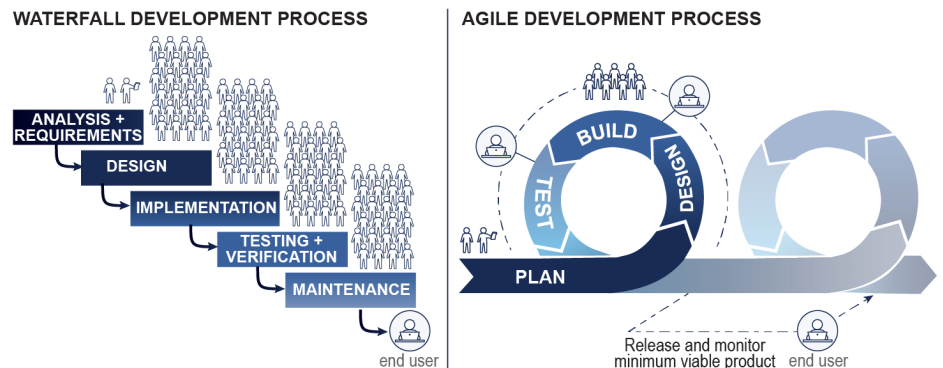 WATERFALL DEVELOPMENT PROCESS
ANALYSIS +
REQUIREMENTS
DESIGN
IMPLEMENTATION
TESTING +
VERIFICATION
MAINTENANCE
end user
AGILE DEVELOPMENT PROCESS
BUILD
DESIGN
TEST
PLAN
Release and monitor
minimum viable product
end user